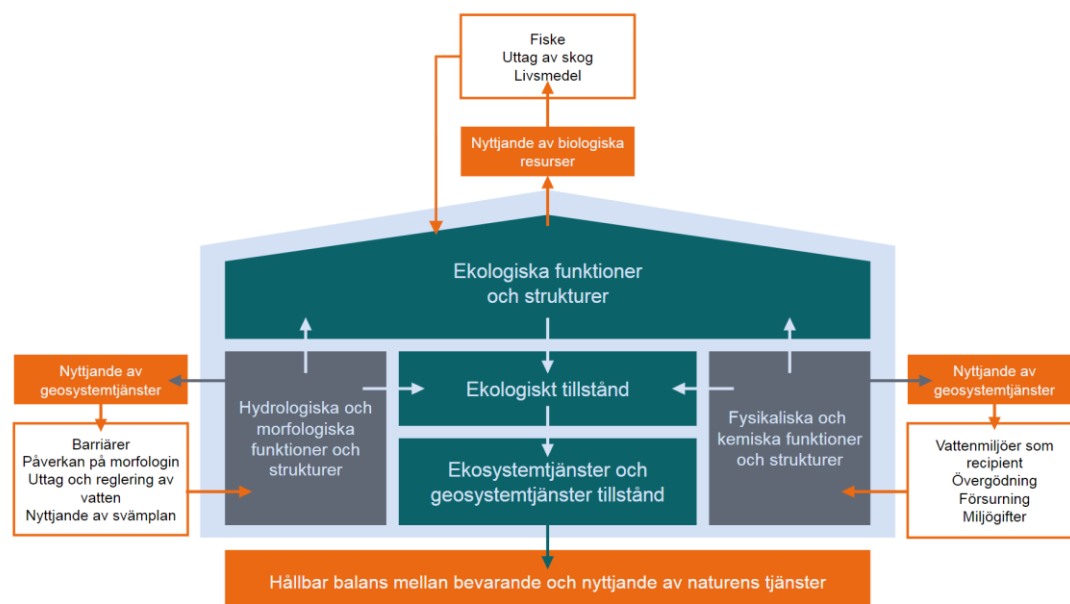 Fiske
Uttag av skog
Livsmedel
Nyttjande av biologiska
resurser
Ekologiska funktioner
och strukturer
Nyttjande av
geosystemtjänster
Barriärer
Påverkan på morfologin
Uttag och reglering av
vatten
Nyttjande av svämplan
Hydrologiska och
morfologiska
funktioner och
strukturer
Ekologiskt tillstånd
Ekosystemtjänster och
geosystemtjänster tillstånd
Fysikaliska och
kemiska funktioner
och strukturer
Nyttjande av
geosystemtjänster
Vattenmiljöer som
recipient
Övergödning
Försurning
Miljögifter
Hållbar balans mellan bevarande och nyttjande av naturens tjänster